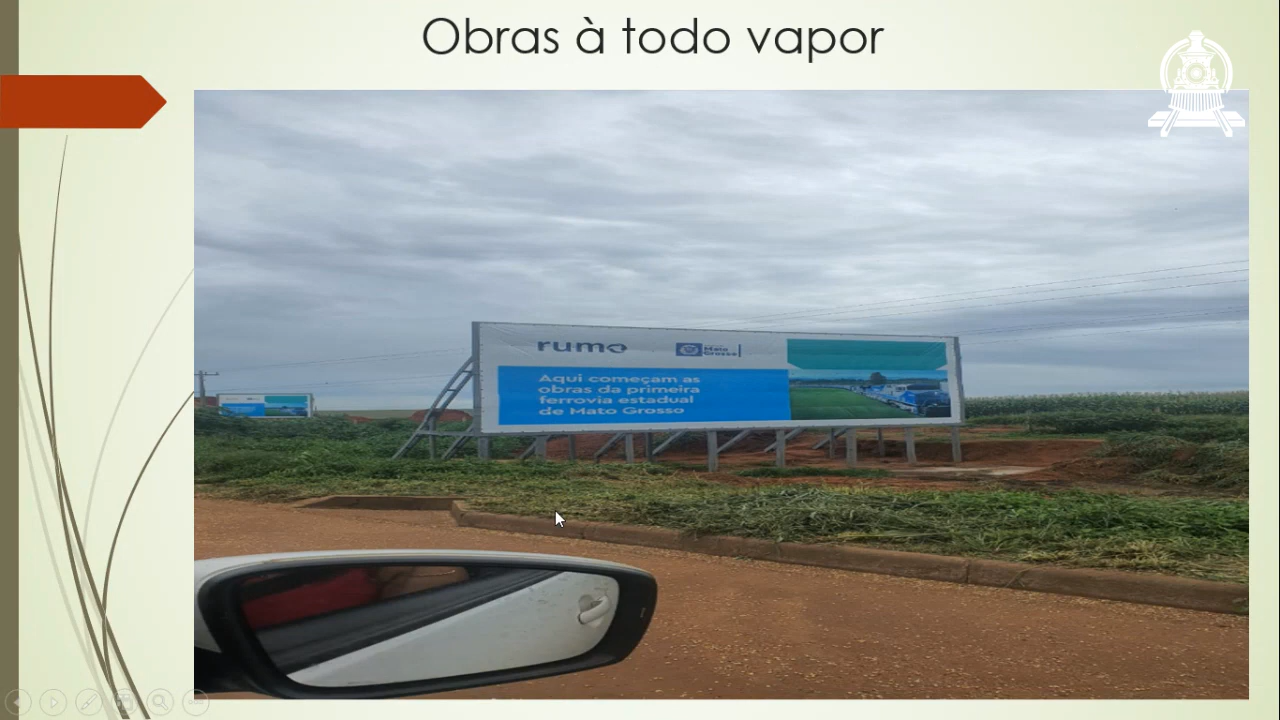 Obras à todo vapor
rumo
Mato
Grosso
Aqui começam as
obras da primeira
ferrovia estadual
de Mato Grosso